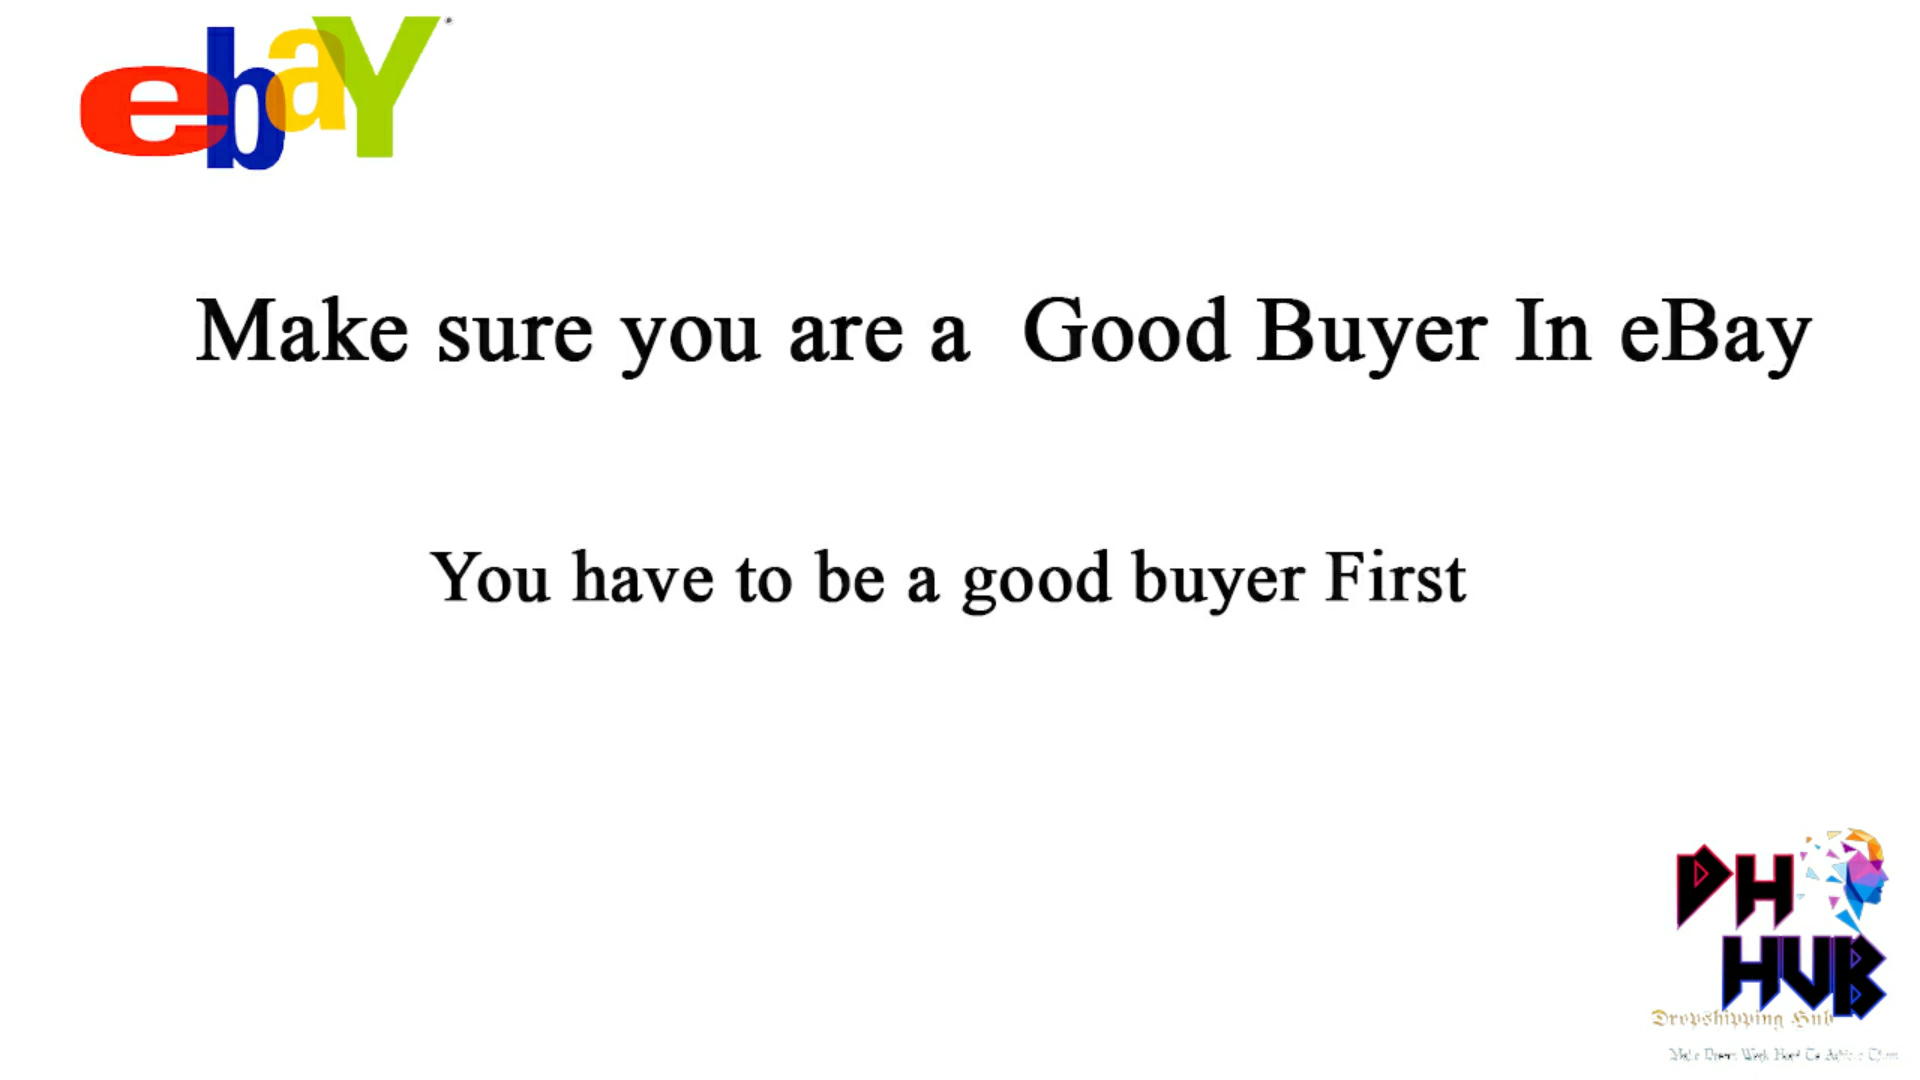 ebaY
Make sure you are a Good Buyer In eBay
You have to be a good buyer First
DH
HUB
Dropshipping Hub